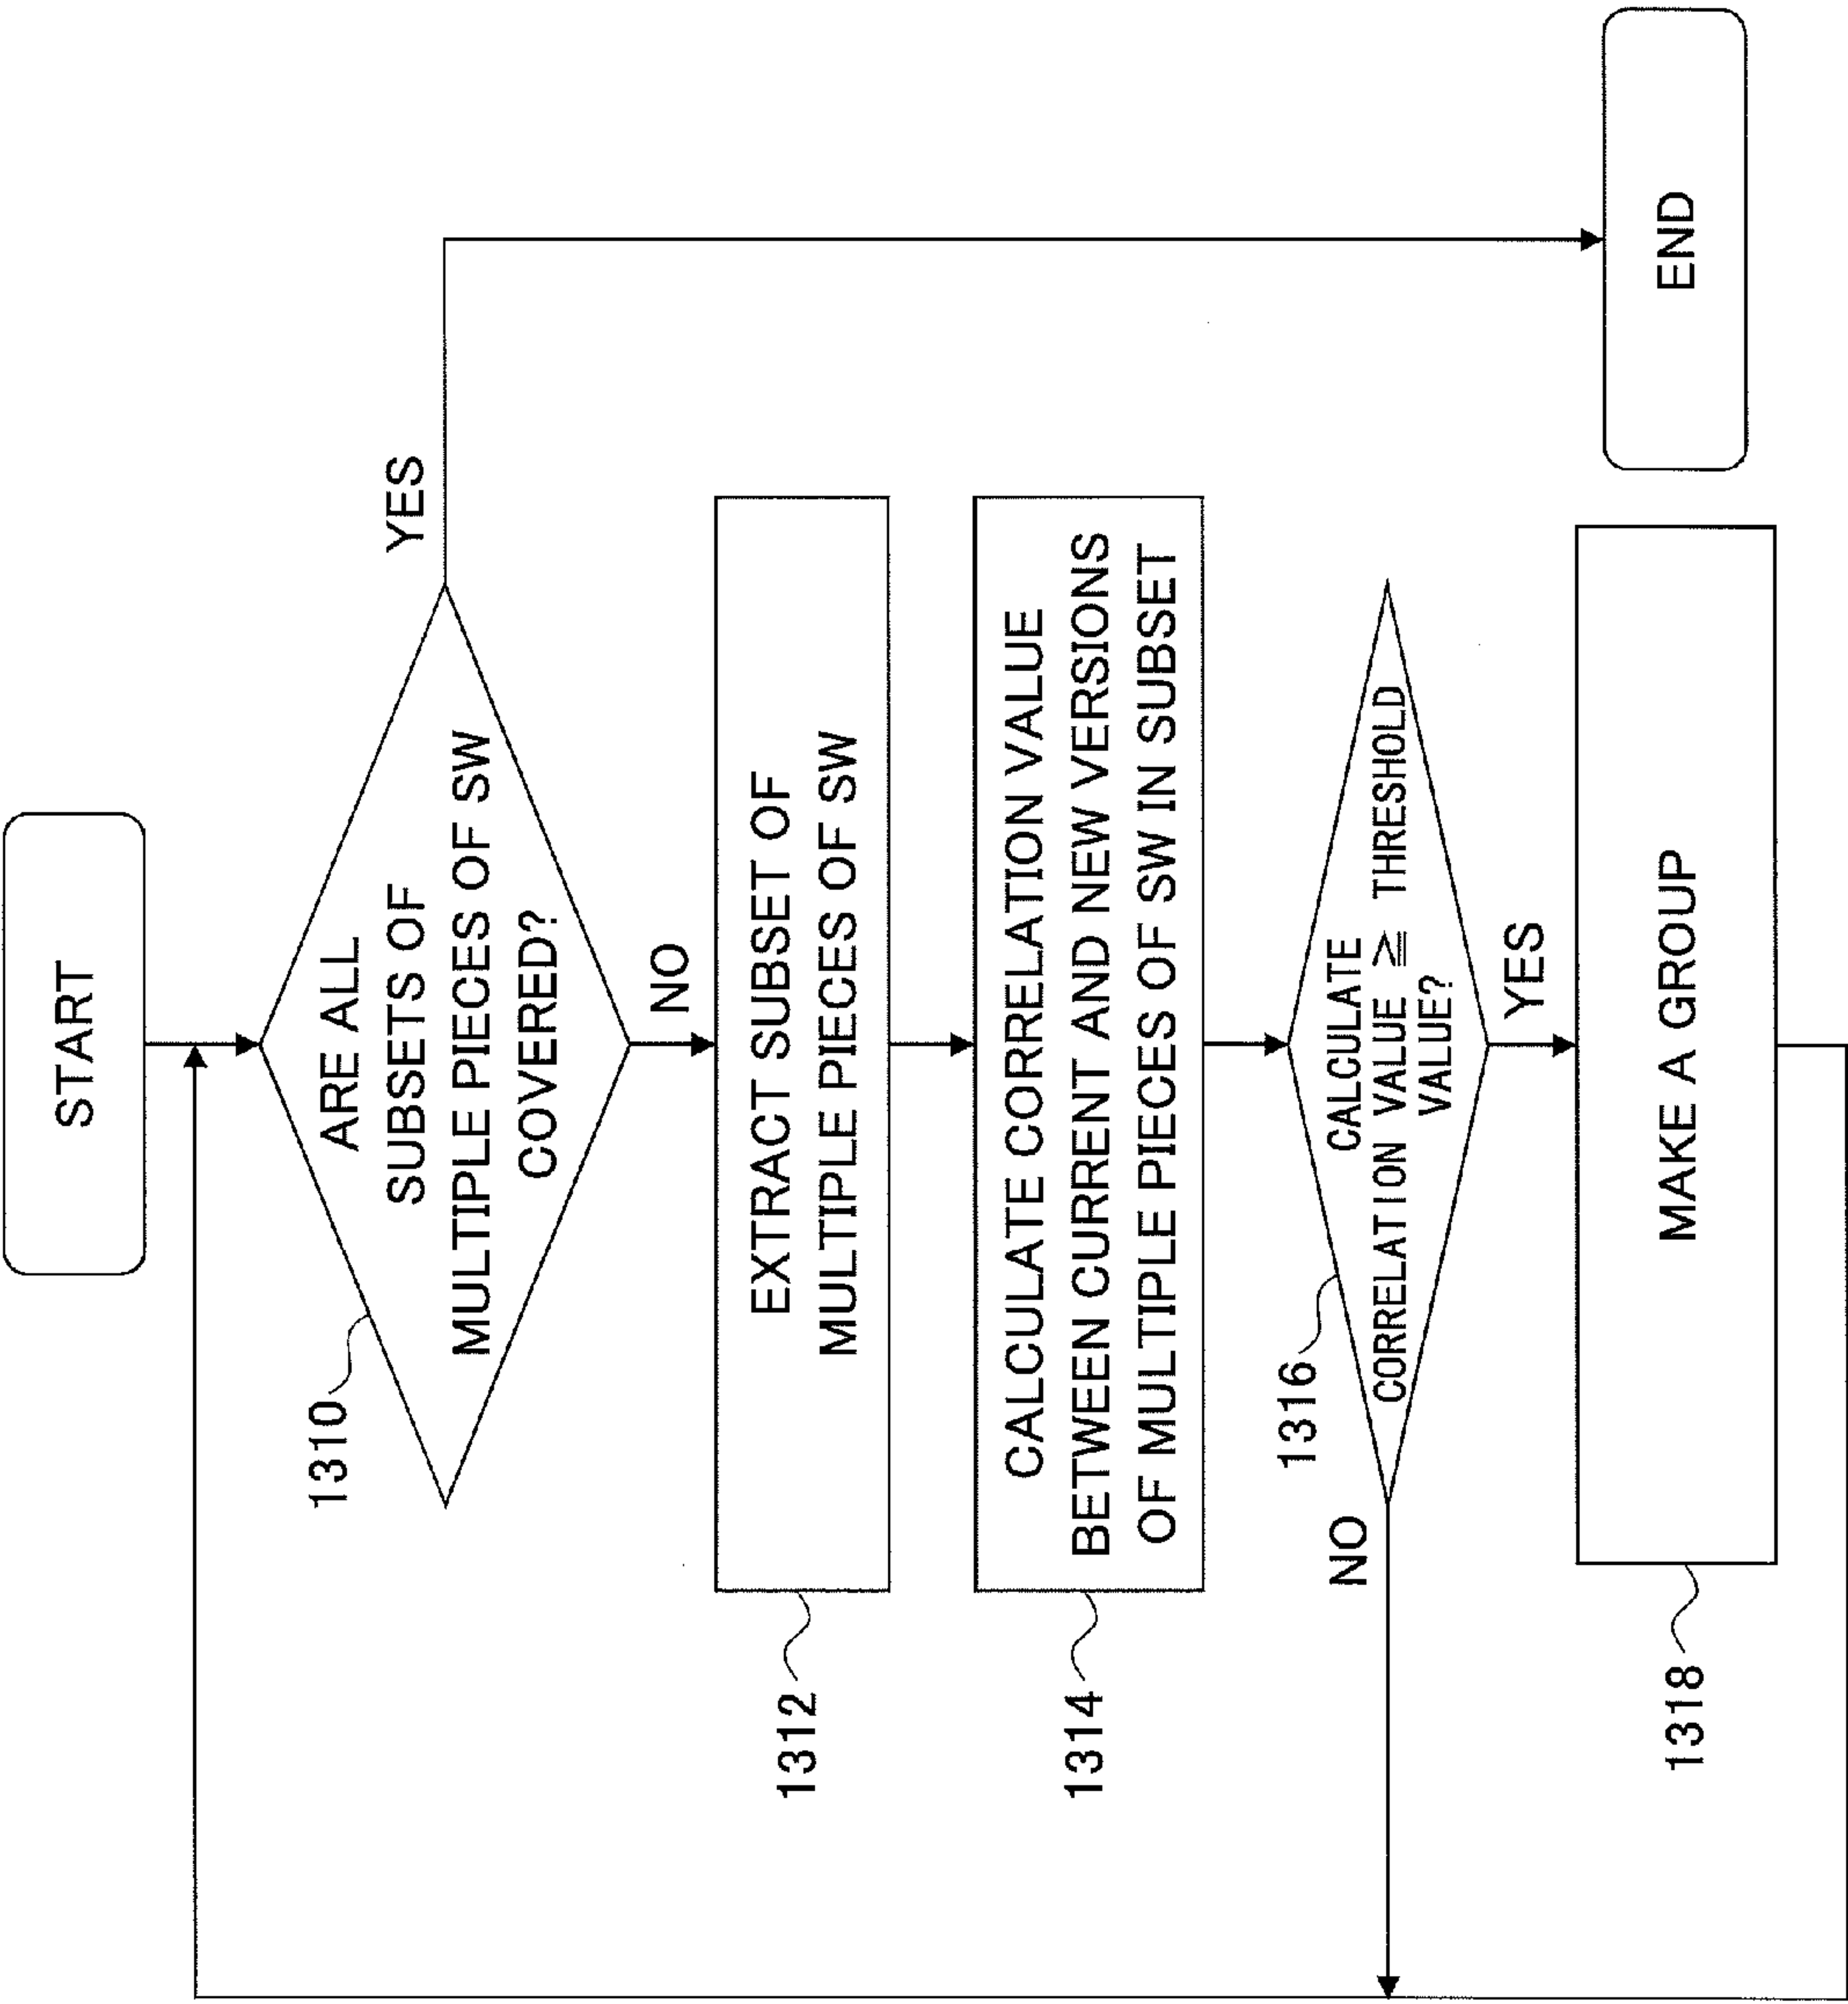 START
1310
ARE ALL
SUBSETS OF
MULTIPLE PIECES OF SW
COVERED?
YES
NO
1312
EXTRACT SUBSET OF
MULTIPLE PIECES OF SW
1314
CALCULATE CORRELATION VALUE
BETWEEN CURRENT AND NEW VERSIONS
OF MULTIPLE PIECES OF SW IN SUBSET
1316
CALCULATE
CORRELATION VALUE ≧ THRESHOLD
VALUE?
NO
YES
1318
MAKE A GROUP
END